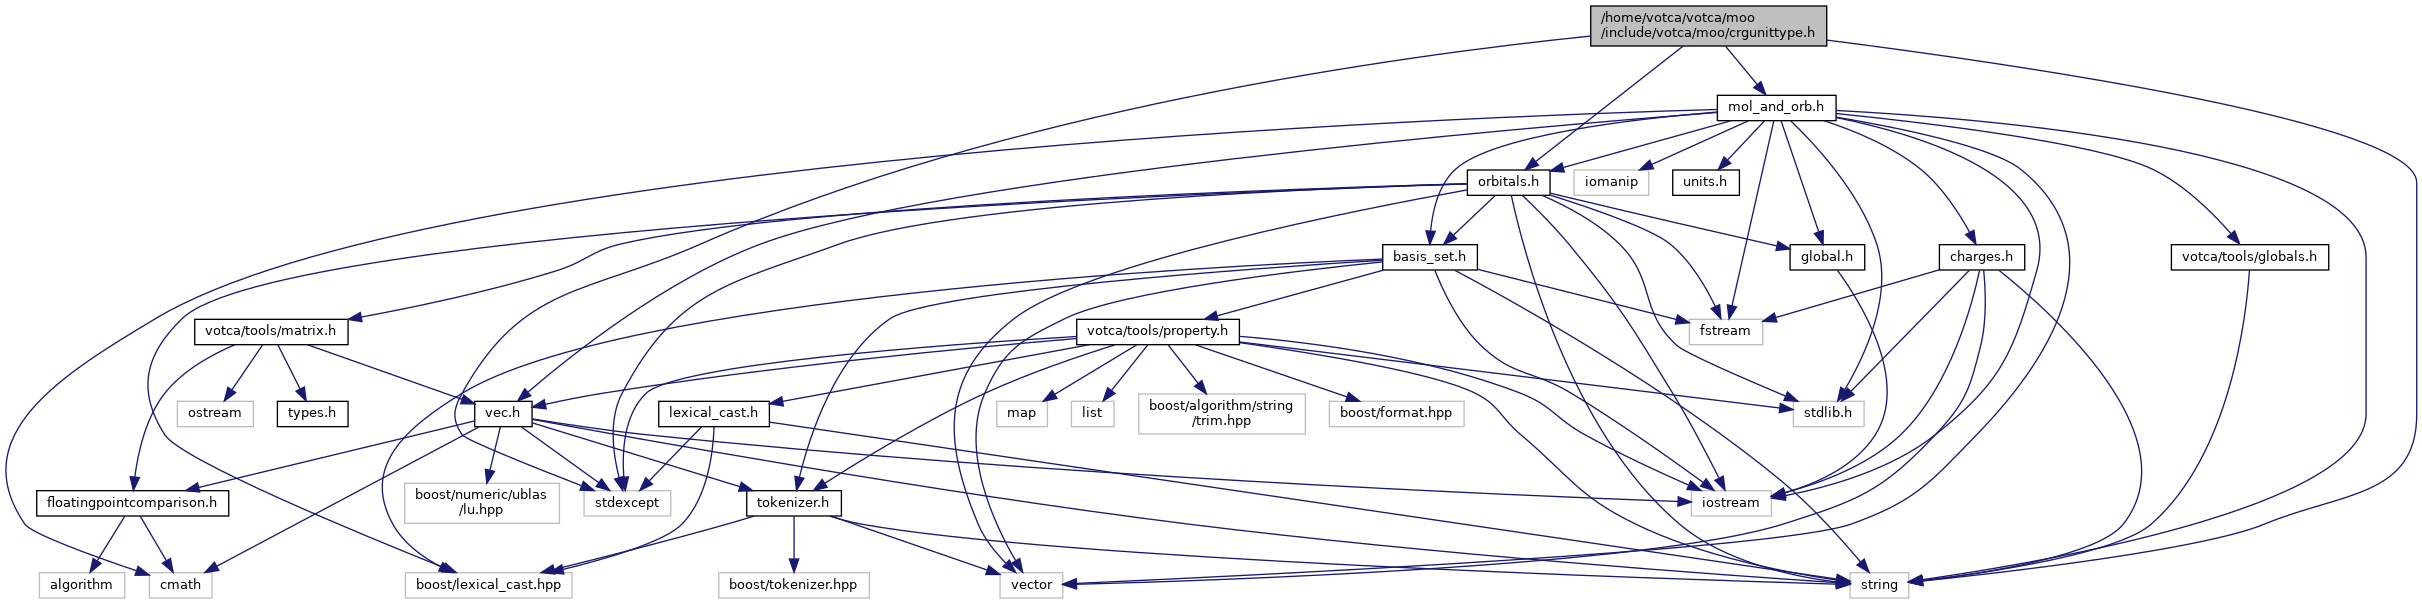 /home/votca/votca/moo
/include/votca/moo/crgunittype.h
mol_and_orb.h
orbitals.h
iomanip
units.h
basis_set.h
global.h
charges.h
votca/tools/globals.h
votca/tools/matrix.h
votca/tools/property.h
fstream
ostream
types.h
vec.h
lexical_cast.h
map
list
boost/algorithm/string
/trim.hpp
boost/format.hpp
stdlib.h
floatingpointcomparison.h
boost/numeric/ublas
/lu.hpp
stdexcept
tokenizer.h
iostream
algorithm
cmath
boost/lexical_cast.hpp
boost/tokenizer.hpp
vector
string